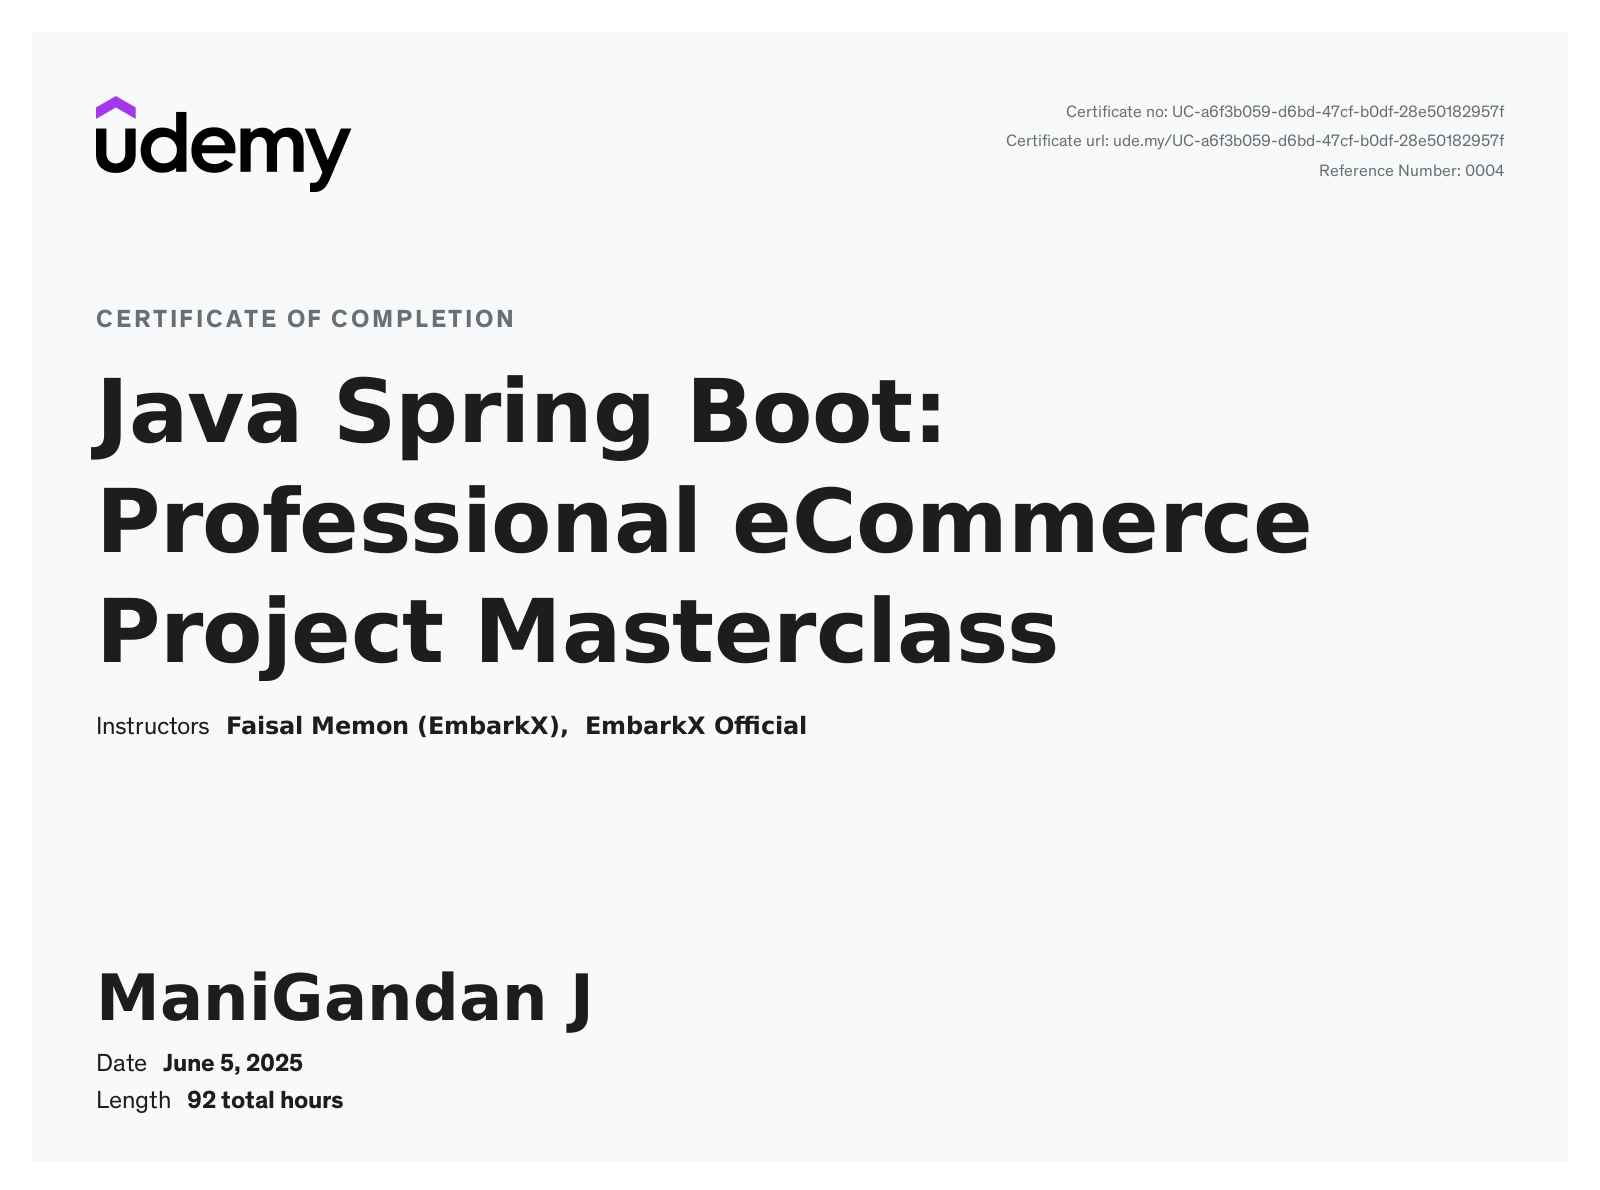 udemy
Certificate no: UC-a6f3b059-d6bd-47cf-b0df-28e50182957f
Certificate url: ude.my/UC-a6f3b059-d6bd-47cf-b0df-28e50182957f
Reference Number: 0004
CERTIFICATE OF COMPLETION
Java Spring Boot:
Professional eCommerce
Project Masterclass
Instructors Faisal Memon (EmbarkX), EmbarkX Official
ManiGandan J
Date June 5, 2025
Length 92 total hours